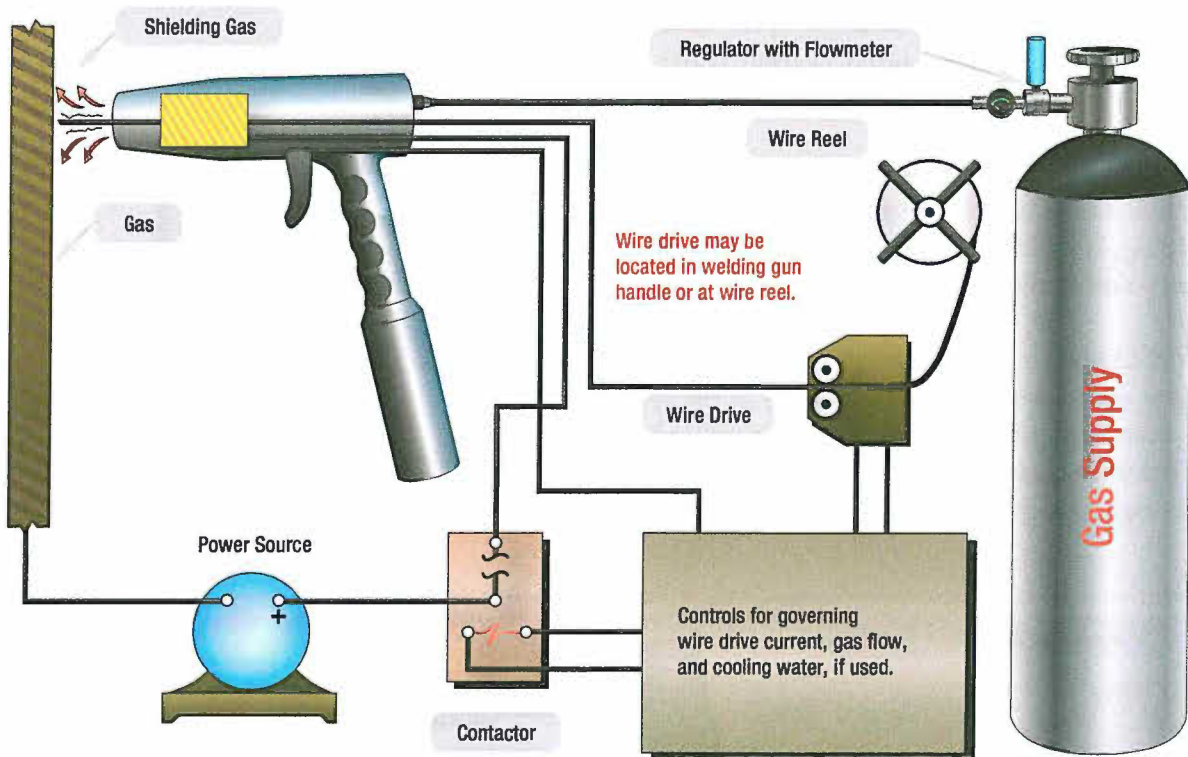 Shielding Gas
Regulator with Flowmeter
Wire Reel
Gas
Wire drive may be
located in welding gun
handle or at wire reel.
Wire Drive
Gas Supply
Power Source
+
Controls for governing
wire drive current, gas flow,
and cooling water, if used.
Contactor